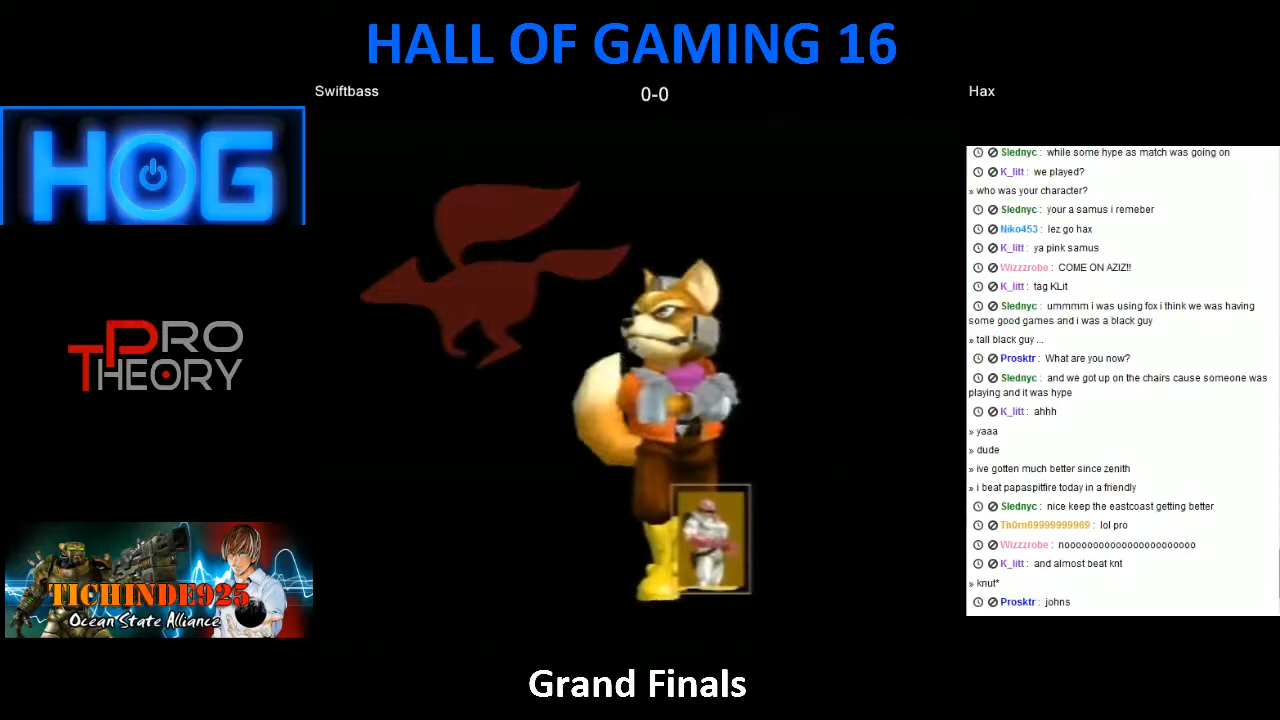 HALL OF GAMING 16
Swiftbass
0-0
Hax
HOG
PRO
THEORY
TICHINDE925
Ocean State Alliance
Slednyc : while some hype as match was going on
K_litt : we played?
» who was your character?
Slednyc : your a samus i remeber
Niko453 : lez go hax
K_litt : ya pink samus
Wizzzrobe : COME ON AZIZ!!
K_litt : tag KLit
Slednyc : ummmm i was using fox i think we was having
some good games and i was a black guy
» tall black guy ...
Prosktr : What are you now?
Slednyc : and we got up on the chairs cause someone was
playing and it was hype
K_litt : ahhh
» yaaa
» dude
» ive gotten much better since zenith
» i beat papaspitfire today in a friendly
Slednyc : nice keep the eastcoast getting better
Th0rn69999999969 : lol pro
Wizzzrobe : nooooooooooooooooooooooo
K_litt : and almost beat knt
» knut*
Prosktr : johns
Grand Finals